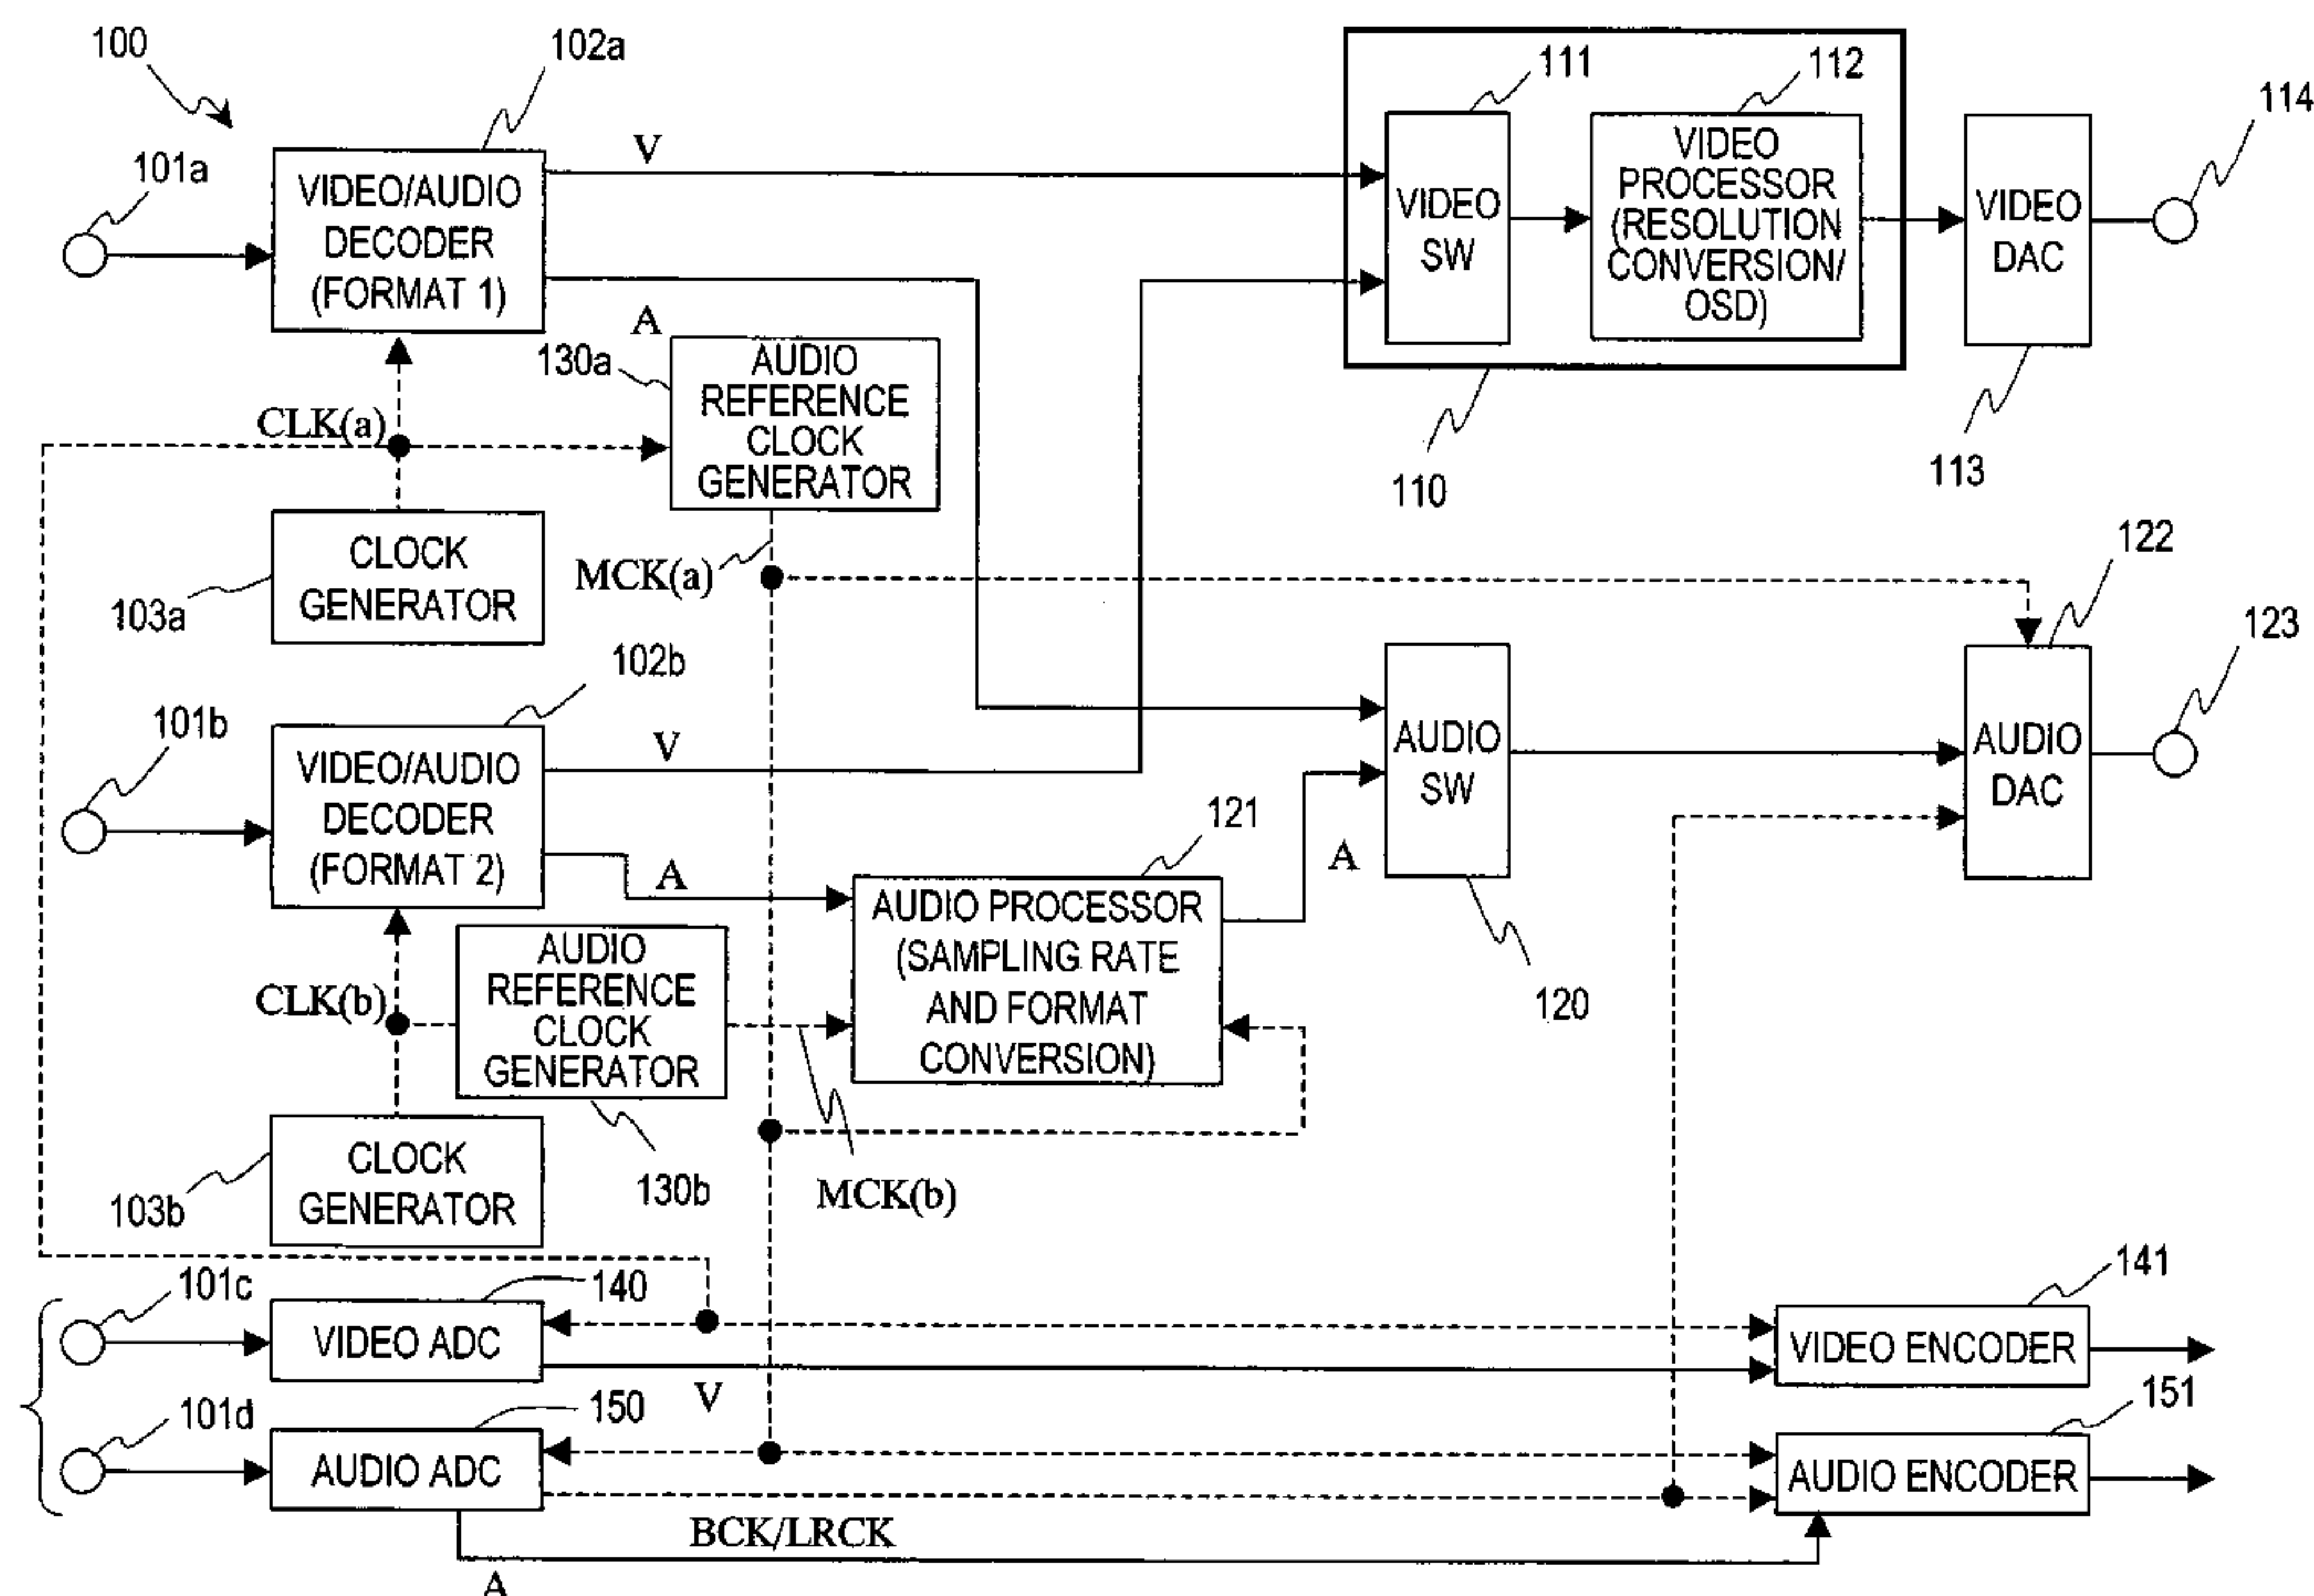 100
102a
111
112
114
101a
V
VIDEO/AUDIO
DECODER
(FORMAT 1)
VIDEO
SW
VIDEO
PROCESSOR
(RESOLUTION
CONVERSION/
OSD)
VIDEO
DAC
A
130a
AUDIO
REFERENCE
CLOCK
GENERATOR
CLK(a)
110
113
CLOCK
GENERATOR
103a
MCK(a)
122
123
102b
101b
V
VIDEO/AUDIO
DECODER
(FORMAT 2)
AUDIO
SW
AUDIO
DAC
121
A
A
AUDIO PROCESSOR
(SAMPLING RATE
AND FORMAT
CONVERSION)
AUDIO
REFERENCE
CLOCK
GENERATOR
CLK(b)
120
CLOCK
GENERATOR
103b
130b
MCK(b)
101c
140
141
VIDEO ADC
VIDEO ENCODER
V
101d
150
151
AUDIO ADC
AUDIO ENCODER
BCK/LRCK
A